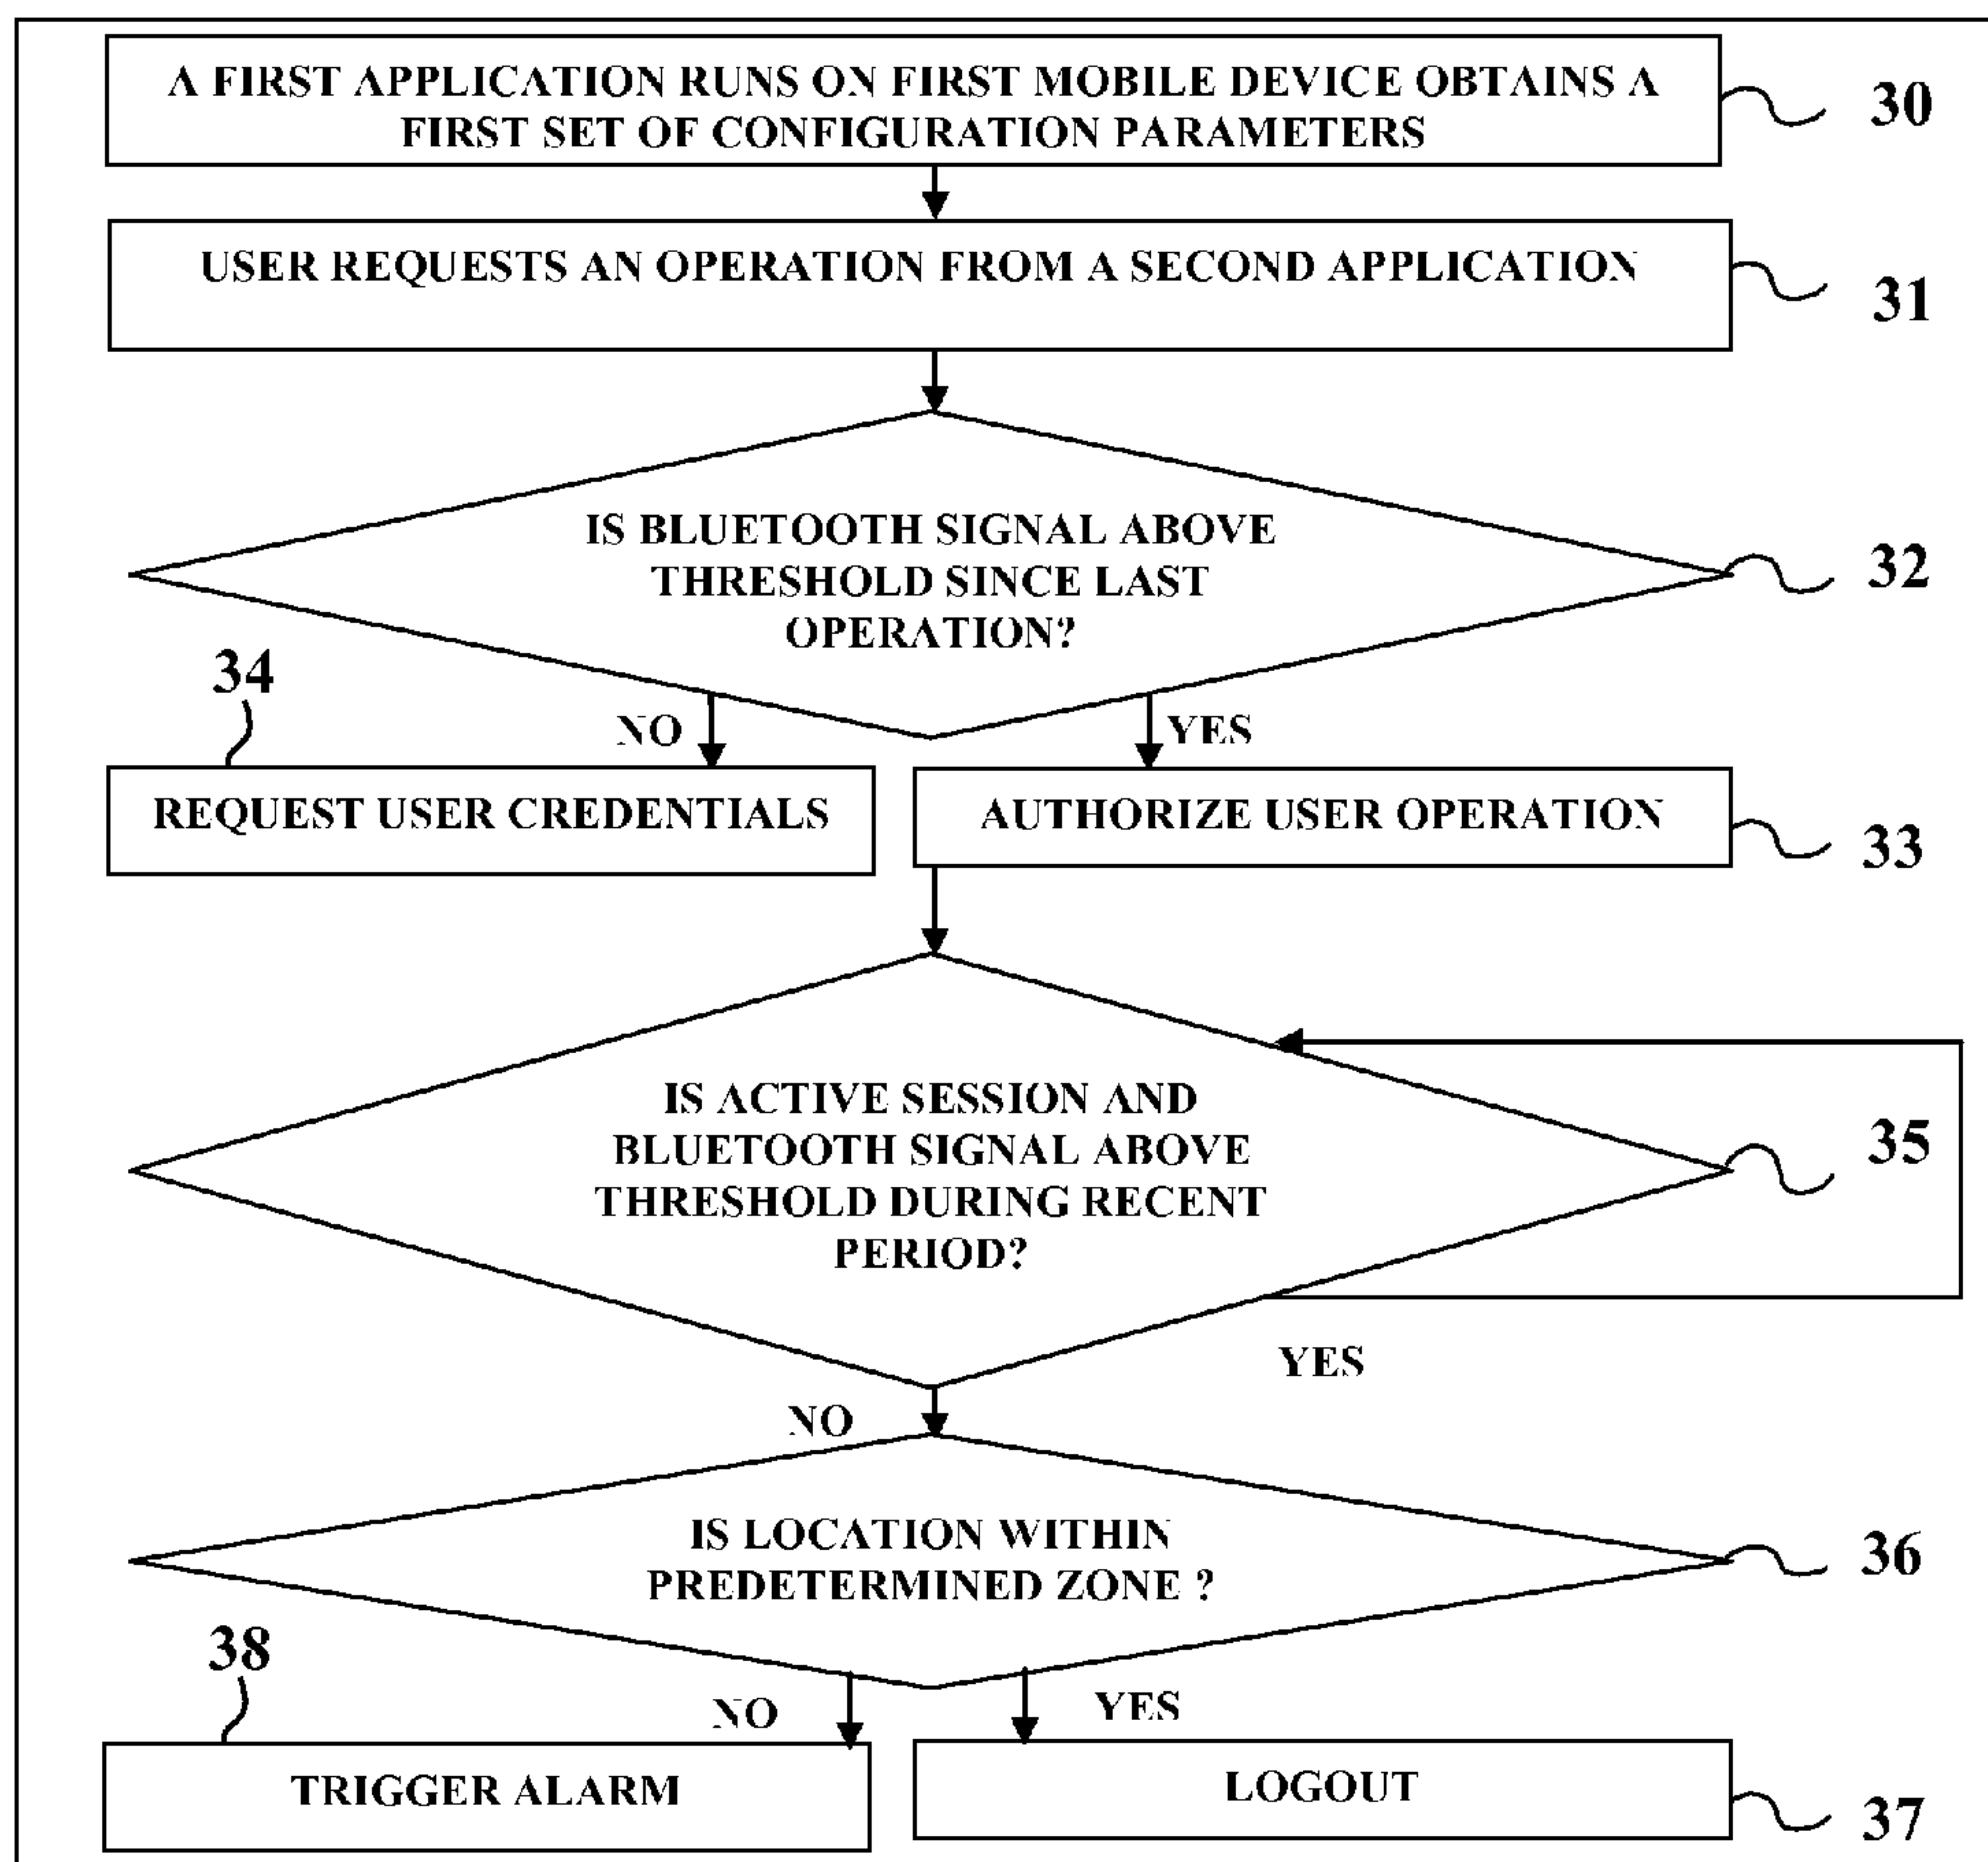 A FIRST APPLICATION RUNS ON FIRST MOBILE DEVICE OBTAINS A
FIRST SET OF CONFIGURATION PARAMETERS
30
USER REQUESTS AN OPERATION FROM A SECOND APPLICATION
31
IS BLUETOOTH SIGNAL ABOVE
THRESHOLD SINCE LAST
OPERATION?
32
34
NO
YES
REQUEST USER CREDENTIALS
AUTHORIZE USER OPERATION
33
IS ACTIVE SESSION AND
BLUETOOTH SIGNAL ABOVE
THRESHOLD DURING RECENT
PERIOD?
35
YES
NO
IS LOCATION WITHIN
PREDETERMINED ZONE ?
36
38
NO
YES
TRIGGER ALARM
LOGOUT
37